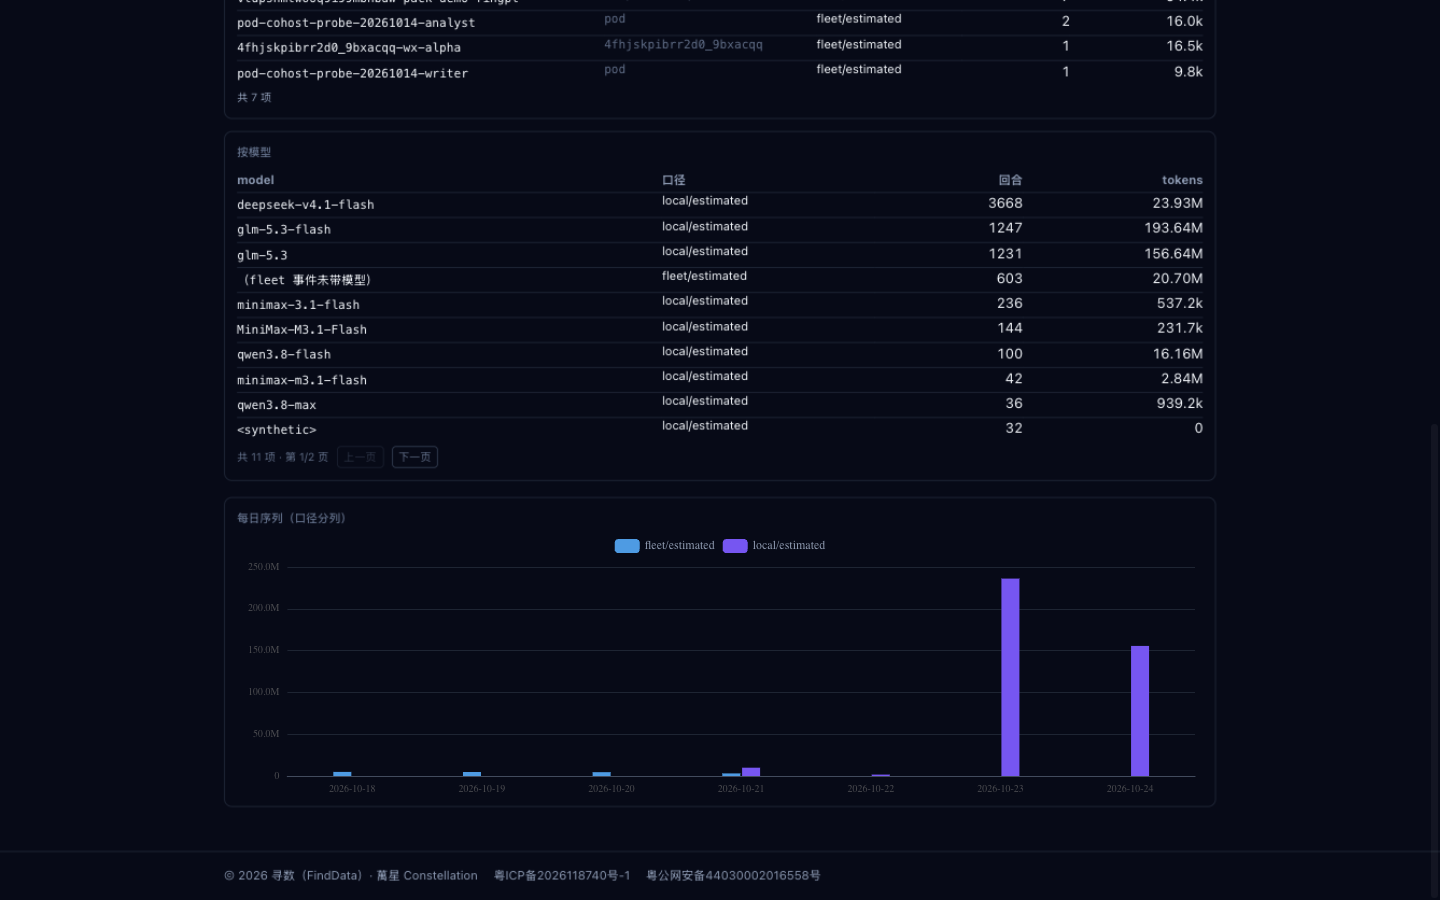 pod-cohost-probe-20261014-analyst pod fleet/estimated 2 16.0k
4fhjskpibrr2d0_9bxacqq-wx-alpha 4fhjskpibrr2d0_9bxacqq fleet/estimated 1 16.5k
pod-cohost-probe-20261014-writer pod fleet/estimated 1 9.8k
共 7 项
按模型
model 口径 回合 tokens
deepseek-v4.1-flash local/estimated 3668 23.93M
glm-5.3-flash local/estimated 1247 193.64M
glm-5.3 local/estimated 1231 156.64M
（fleet 事件未带模型） fleet/estimated 603 20.70M
minimax-3.1-flash local/estimated 236 537.2k
MiniMax-M3.1-Flash local/estimated 144 231.7k
qwen3.8-flash local/estimated 100 16.16M
minimax-m3.1-flash local/estimated 42 2.84M
qwen3.8-max local/estimated 36 939.2k
<synthetic> local/estimated 32 0
共 11 项 · 第 1/2 页 上一页 下一页
每日序列（口径分列）
fleet/estimated local/estimated
250.0M
200.0M
150.0M
100.0M
50.0M
0
2026-10-18 2026-10-19 2026-10-20 2026-10-21 2026-10-22 2026-10-23 2026-10-24
© 2026 寻数（FindData）· 萬星 Constellation 粤ICP备2026118740号-1 粤公网安备44030002016558号